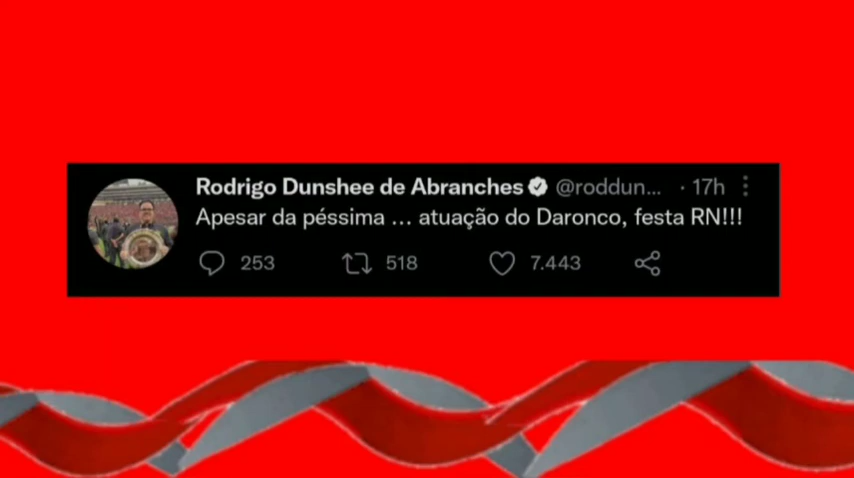 Rodrigo Dunshee de Abranches @roddun... · 17h
Apesar da péssima ... atuação do Daronco, festa RN!!!
253 518 7.443